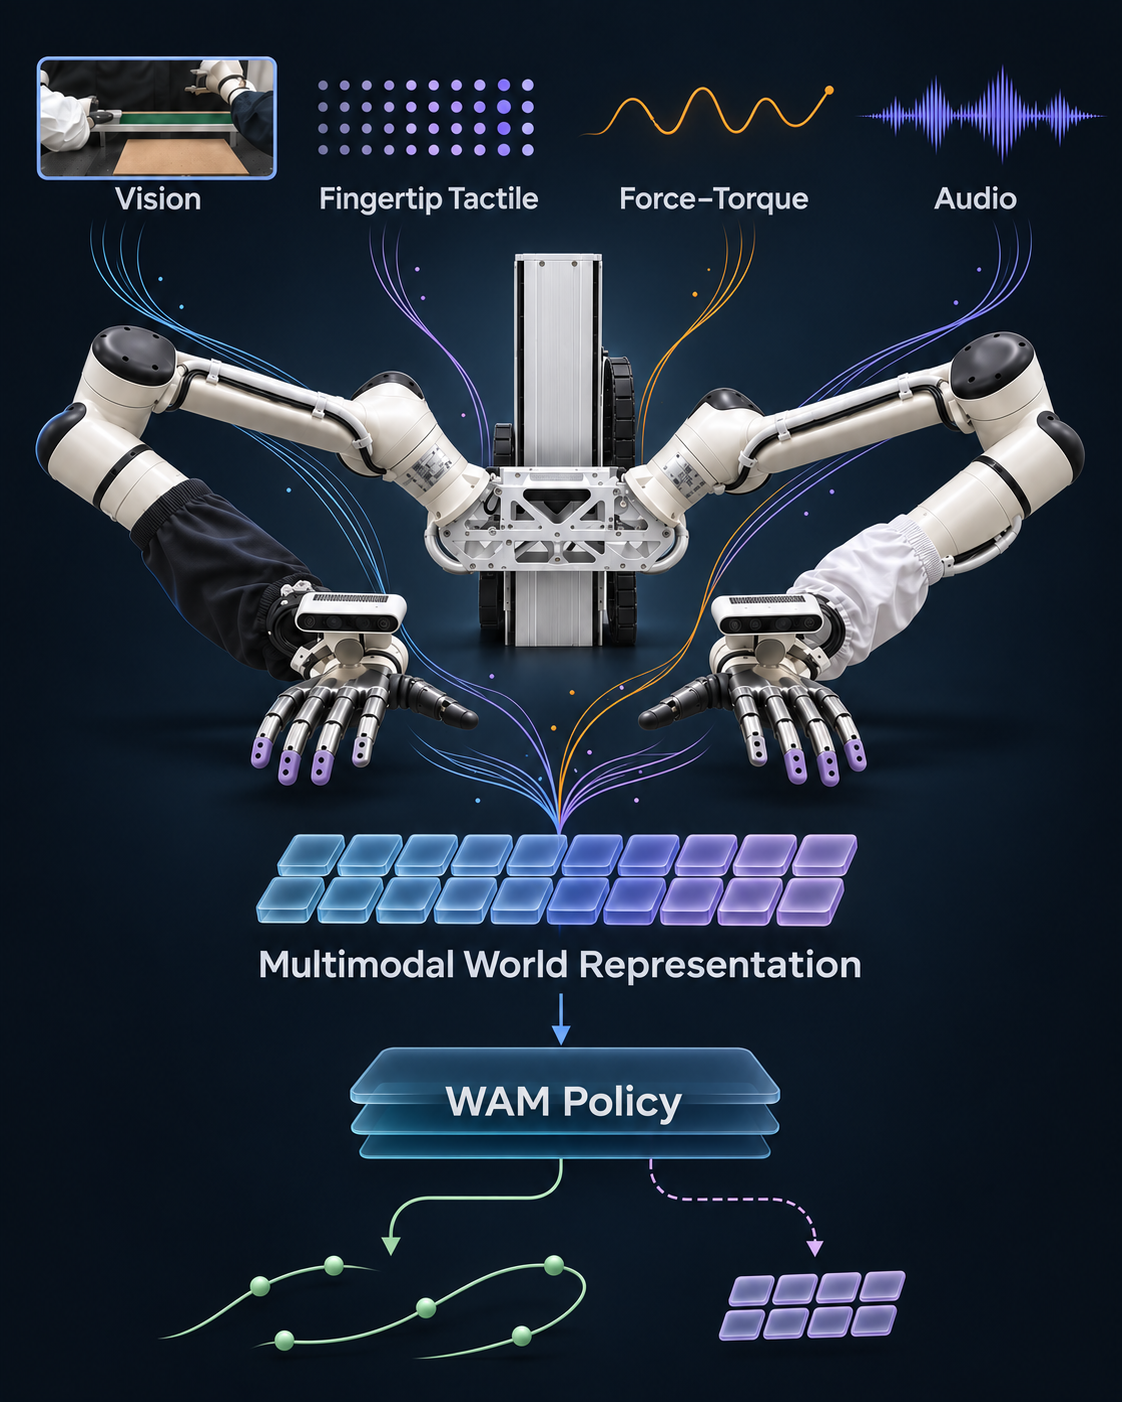 Vision
Fingertip Tactile
Force–Torque
Audio
Multimodal World Representation
WAM Policy